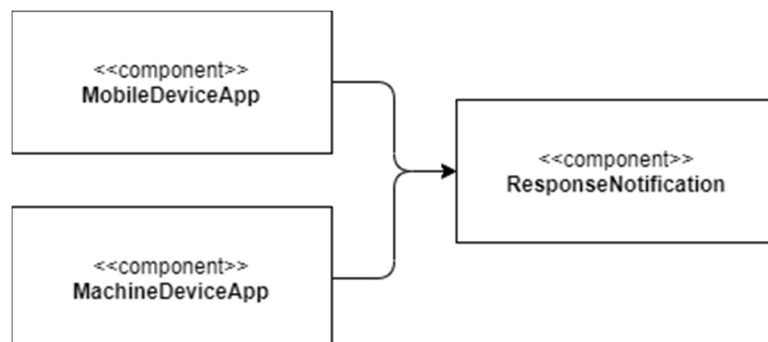 <<component>>
MobileDeviceApp
<<component>>
ResponseNotification
<<component>>
MachineDeviceApp